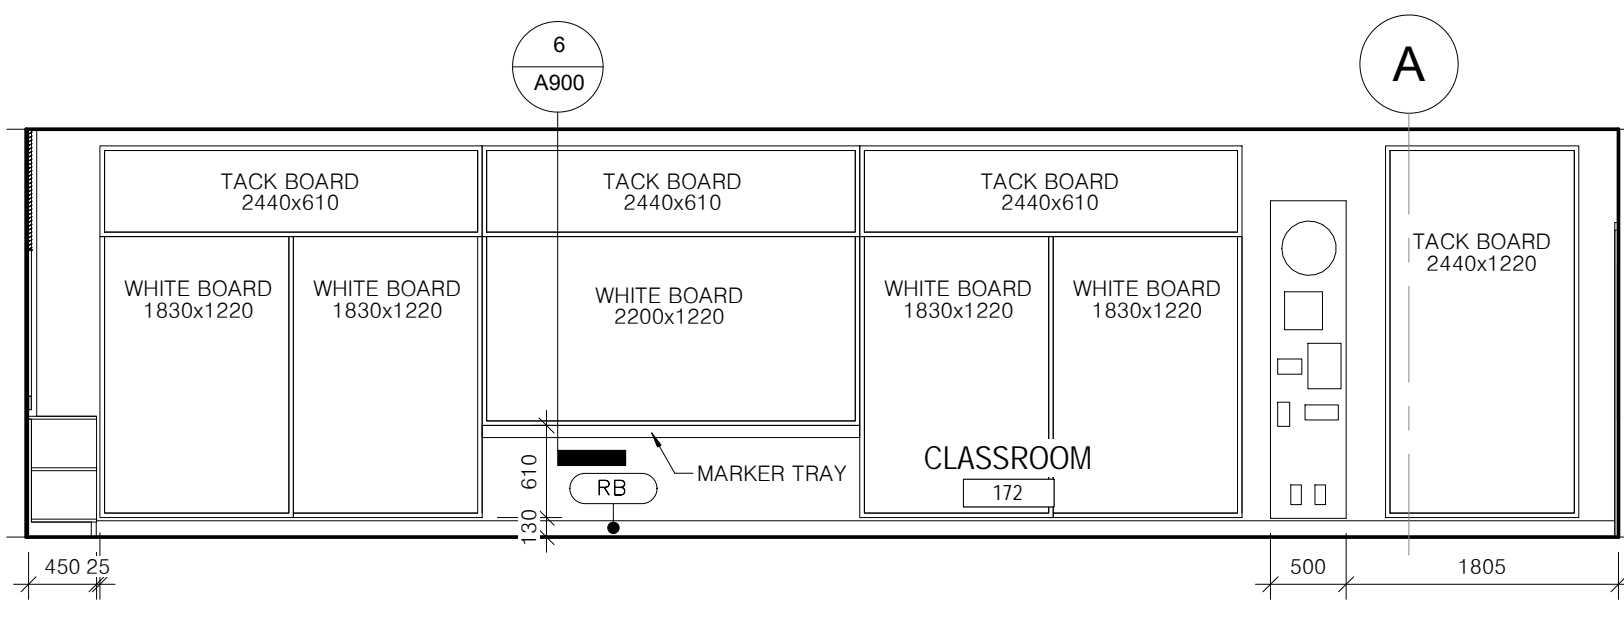 6
A900
A
TACK BOARD
2440x610
TACK BOARD
2440x610
TACK BOARD
2440x610
TACK BOARD
2440x1220
WHITE BOARD
1830x1220
WHITE BOARD
1830x1220
WHITE BOARD
2200x1220
WHITE BOARD
1830x1220
WHITE BOARD
1830x1220
CLASSROOM
172
MARKER TRAY
610
RB
130
450 25
500
1805